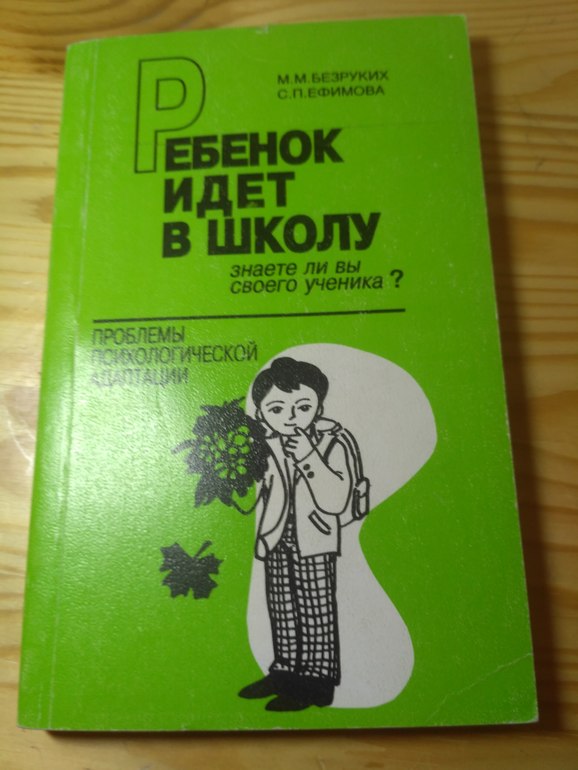 М.М.БЕЗРУКИХ
С.П.ЕФИМОВА
РЕБЕНОК
ИДЕТ
В ШКОЛУ
знаете ли вы
своего ученика ?
ПРОБЛЕМЫ
ПСИХОЛОГИЧЕСКОЙ
АДАПТАЦИИ